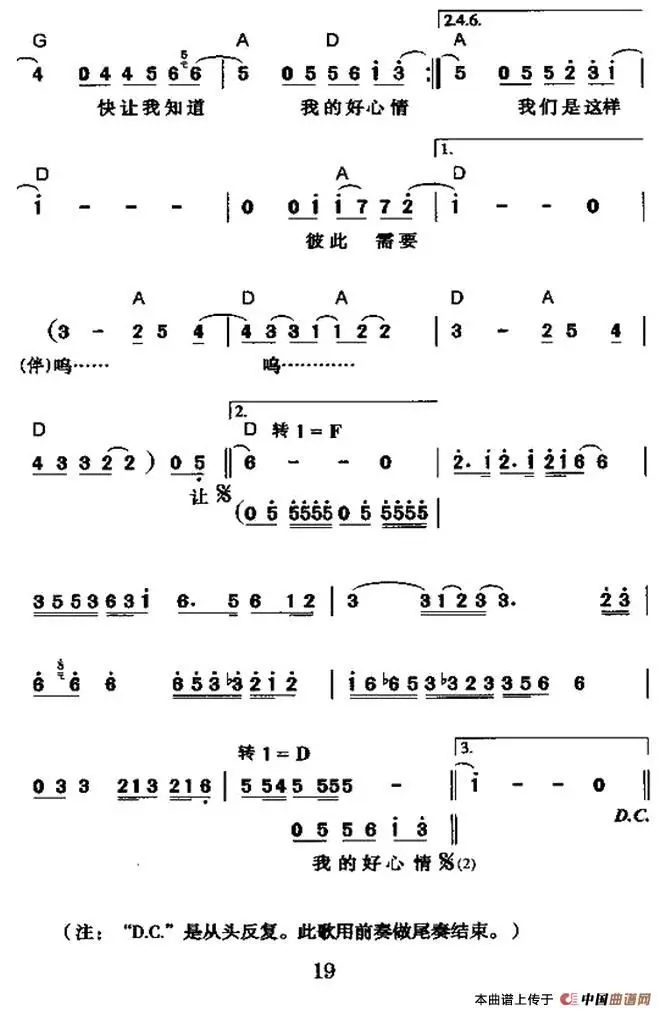 2.4.6.
G A D A
4 0 4 4 5 6 6 5 0 5 5 6 i 3 5 0 5 5 2 3 i
快让我知道 我的好心情 我们是这样
1.
D A D
i - - - 0 0 i i 7 7 2 i - - 0
彼此 需要
A D A D A
(3 - 2 5 4 4 3 3 1 1 2 2 3 - 2 5 4
(伴)呜…… 呜…………
2.
D D 转1=F
4 3 3 2 2 ) 0 5 6 - - 0 2. i 2. i 2 i 6 6
让 (0 5 5555 0 5 5555
3 5 5 3 6 3 i 6. 5 6 1 2 3 3 1 2 3 3. 2 3
6 6 6 6 5 3 b3 2 i 2 i 6 b6 5 3 b3 2 3 3 5 6 6
转1=D 3.
0 3 3 2 1 3 2 1 6 5 5 4 5 5 5 5 - i - - 0
D.C.
0 5 5 6 i 3
我的好心情 (2)
(注：“D.C.”是从头反复。此歌用前奏做尾奏结束。)
19
本曲谱上传于 中国曲谱网